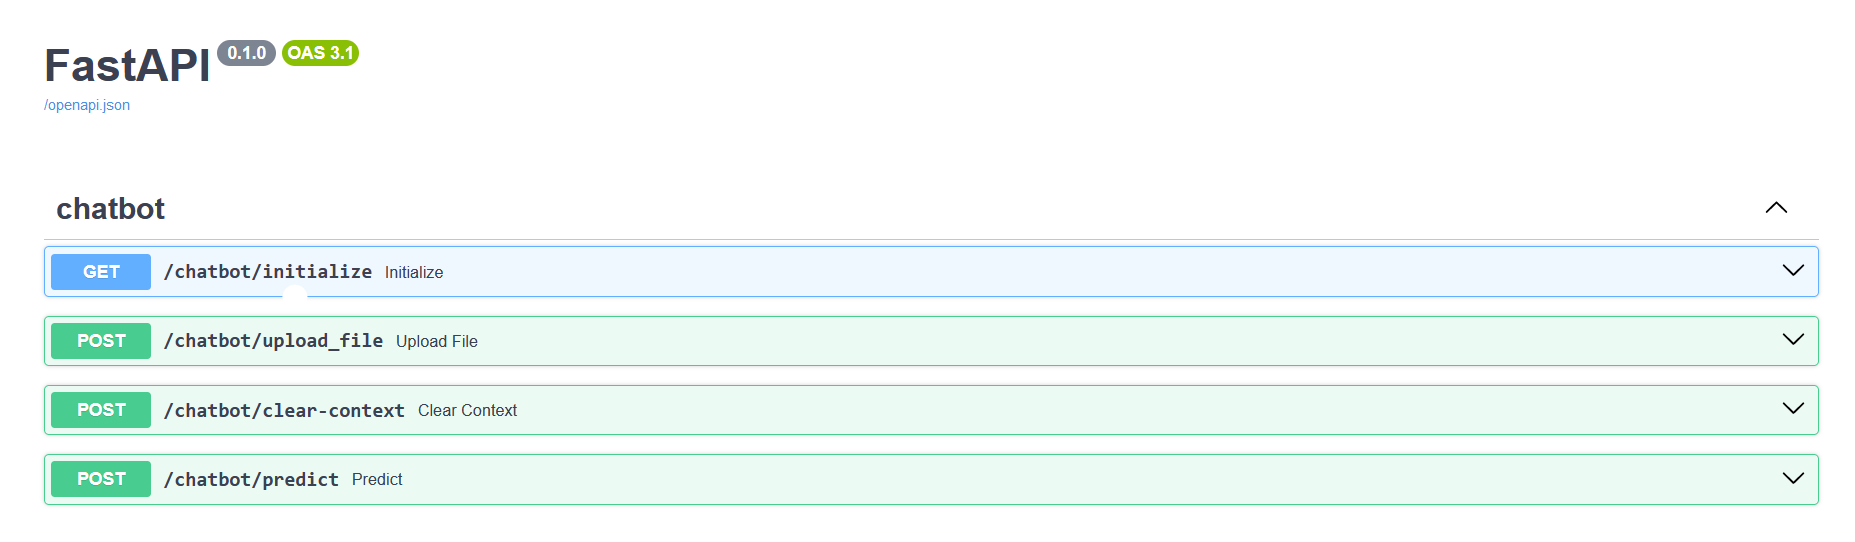 FastAPI 0.1.0 OAS 3.1
/openapi.json
chatbot
GET /chatbot/initialize Initialize
POST /chatbot/upload_file Upload File
POST /chatbot/clear-context Clear Context
POST /chatbot/predict Predict